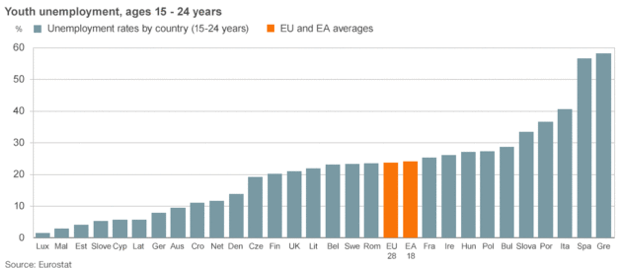 Youth unemployment, ages 15 - 24 years
% Unemployment rates by country (15-24 years) EU and EA averages
60
50
40
30
20
10
0
Lux Mal Est Slove Cyp Lat Ger Aus Cro Net Den Cze Fin UK Lit Bel Swe Rom EU EA Fra Ire Hun Pol Bul Slova Por Ita Spa Gre
28 18
Source: Eurostat